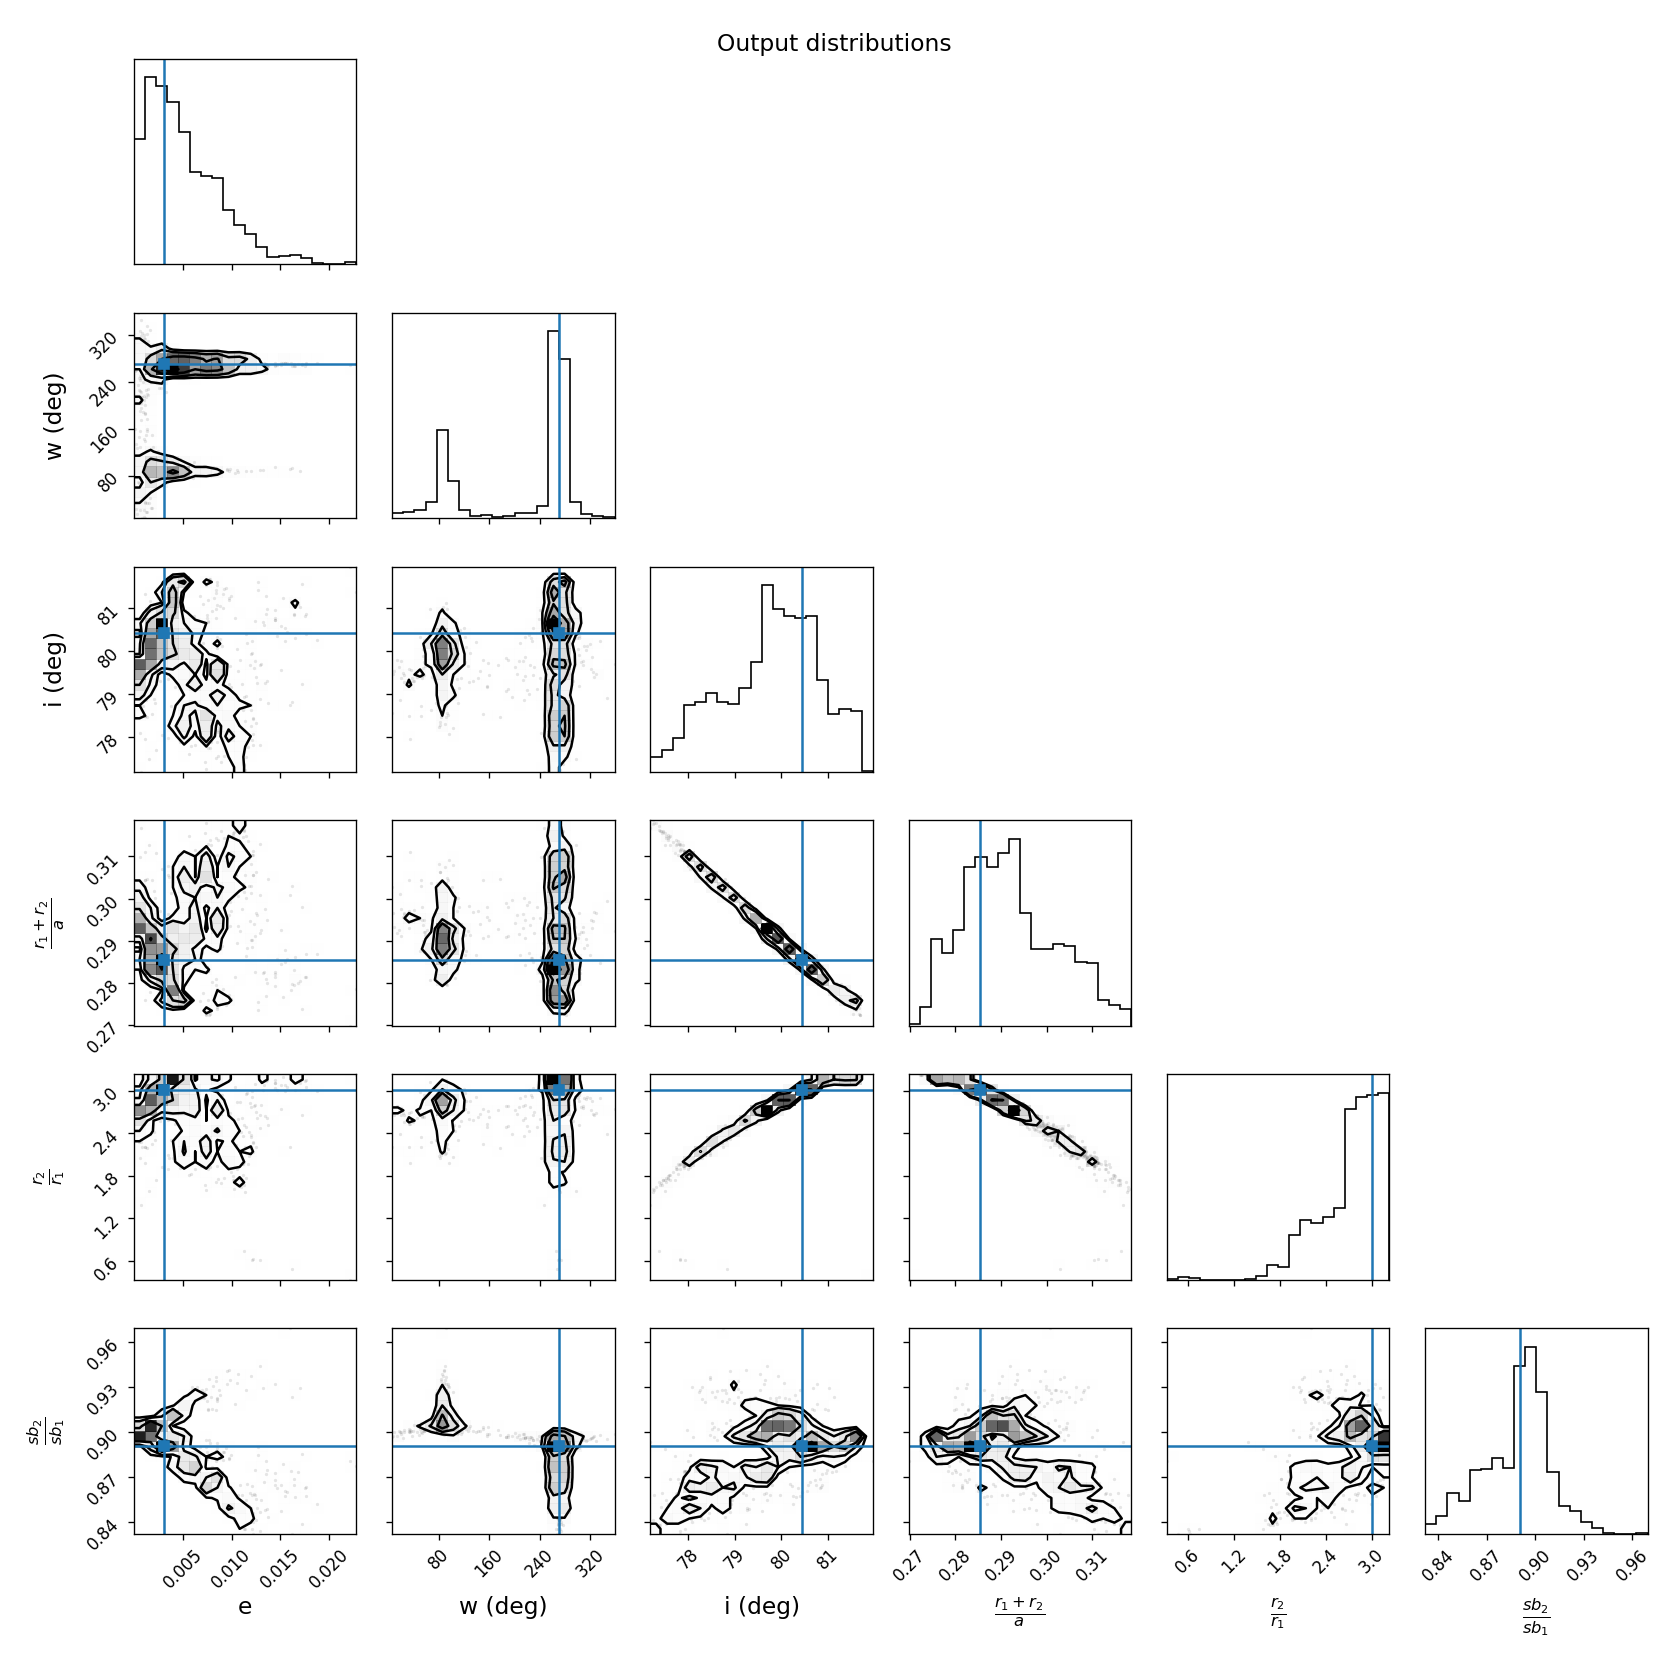 Output distributions
w (deg)
320
240
160
80
i (deg)
81
80
79
78
r₁ + r₂
a
0.31
0.30
0.29
0.28
0.27
r₂
r₁
3.0
2.4
1.8
1.2
0.6
sb₂
sb₁
0.96
0.93
0.90
0.87
0.84
0.005 0.010 0.015 0.020 80 160 240 320 78 79 80 81 0.27 0.28 0.29 0.30 0.31 0.6 1.2 1.8 2.4 3.0 0.84 0.87 0.90 0.93 0.96
e w (deg) i (deg)
r₁ + r₂
a
r₂
r₁
sb₂
sb₁